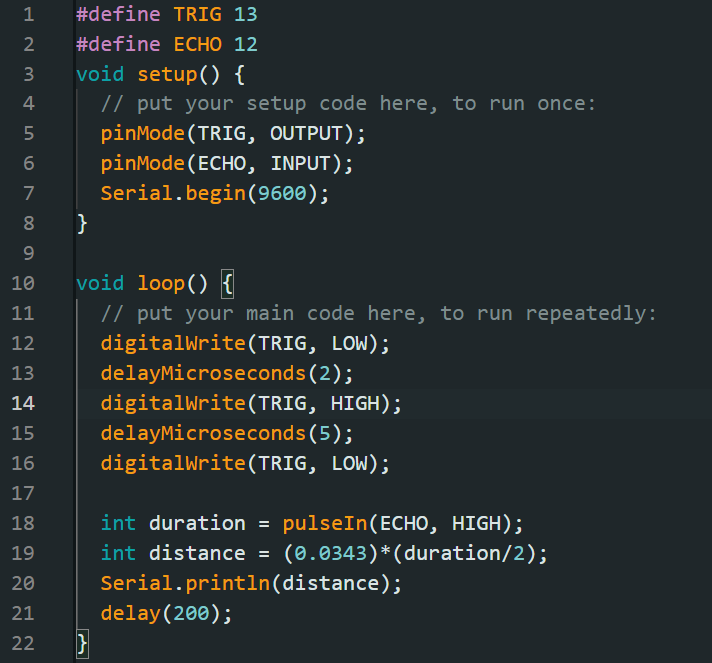 1 #define TRIG 13
2 #define ECHO 12
3 void setup() {
4   // put your setup code here, to run once:
5   pinMode(TRIG, OUTPUT);
6   pinMode(ECHO, INPUT);
7   Serial.begin(9600);
8 }
9
10 void loop() {
11   // put your main code here, to run repeatedly:
12   digitalWrite(TRIG, LOW);
13   delayMicroseconds(2);
14   digitalWrite(TRIG, HIGH);
15   delayMicroseconds(5);
16   digitalWrite(TRIG, LOW);
17
18   int duration = pulseIn(ECHO, HIGH);
19   int distance = (0.0343)*(duration/2);
20   Serial.println(distance);
21   delay(200);
22 }